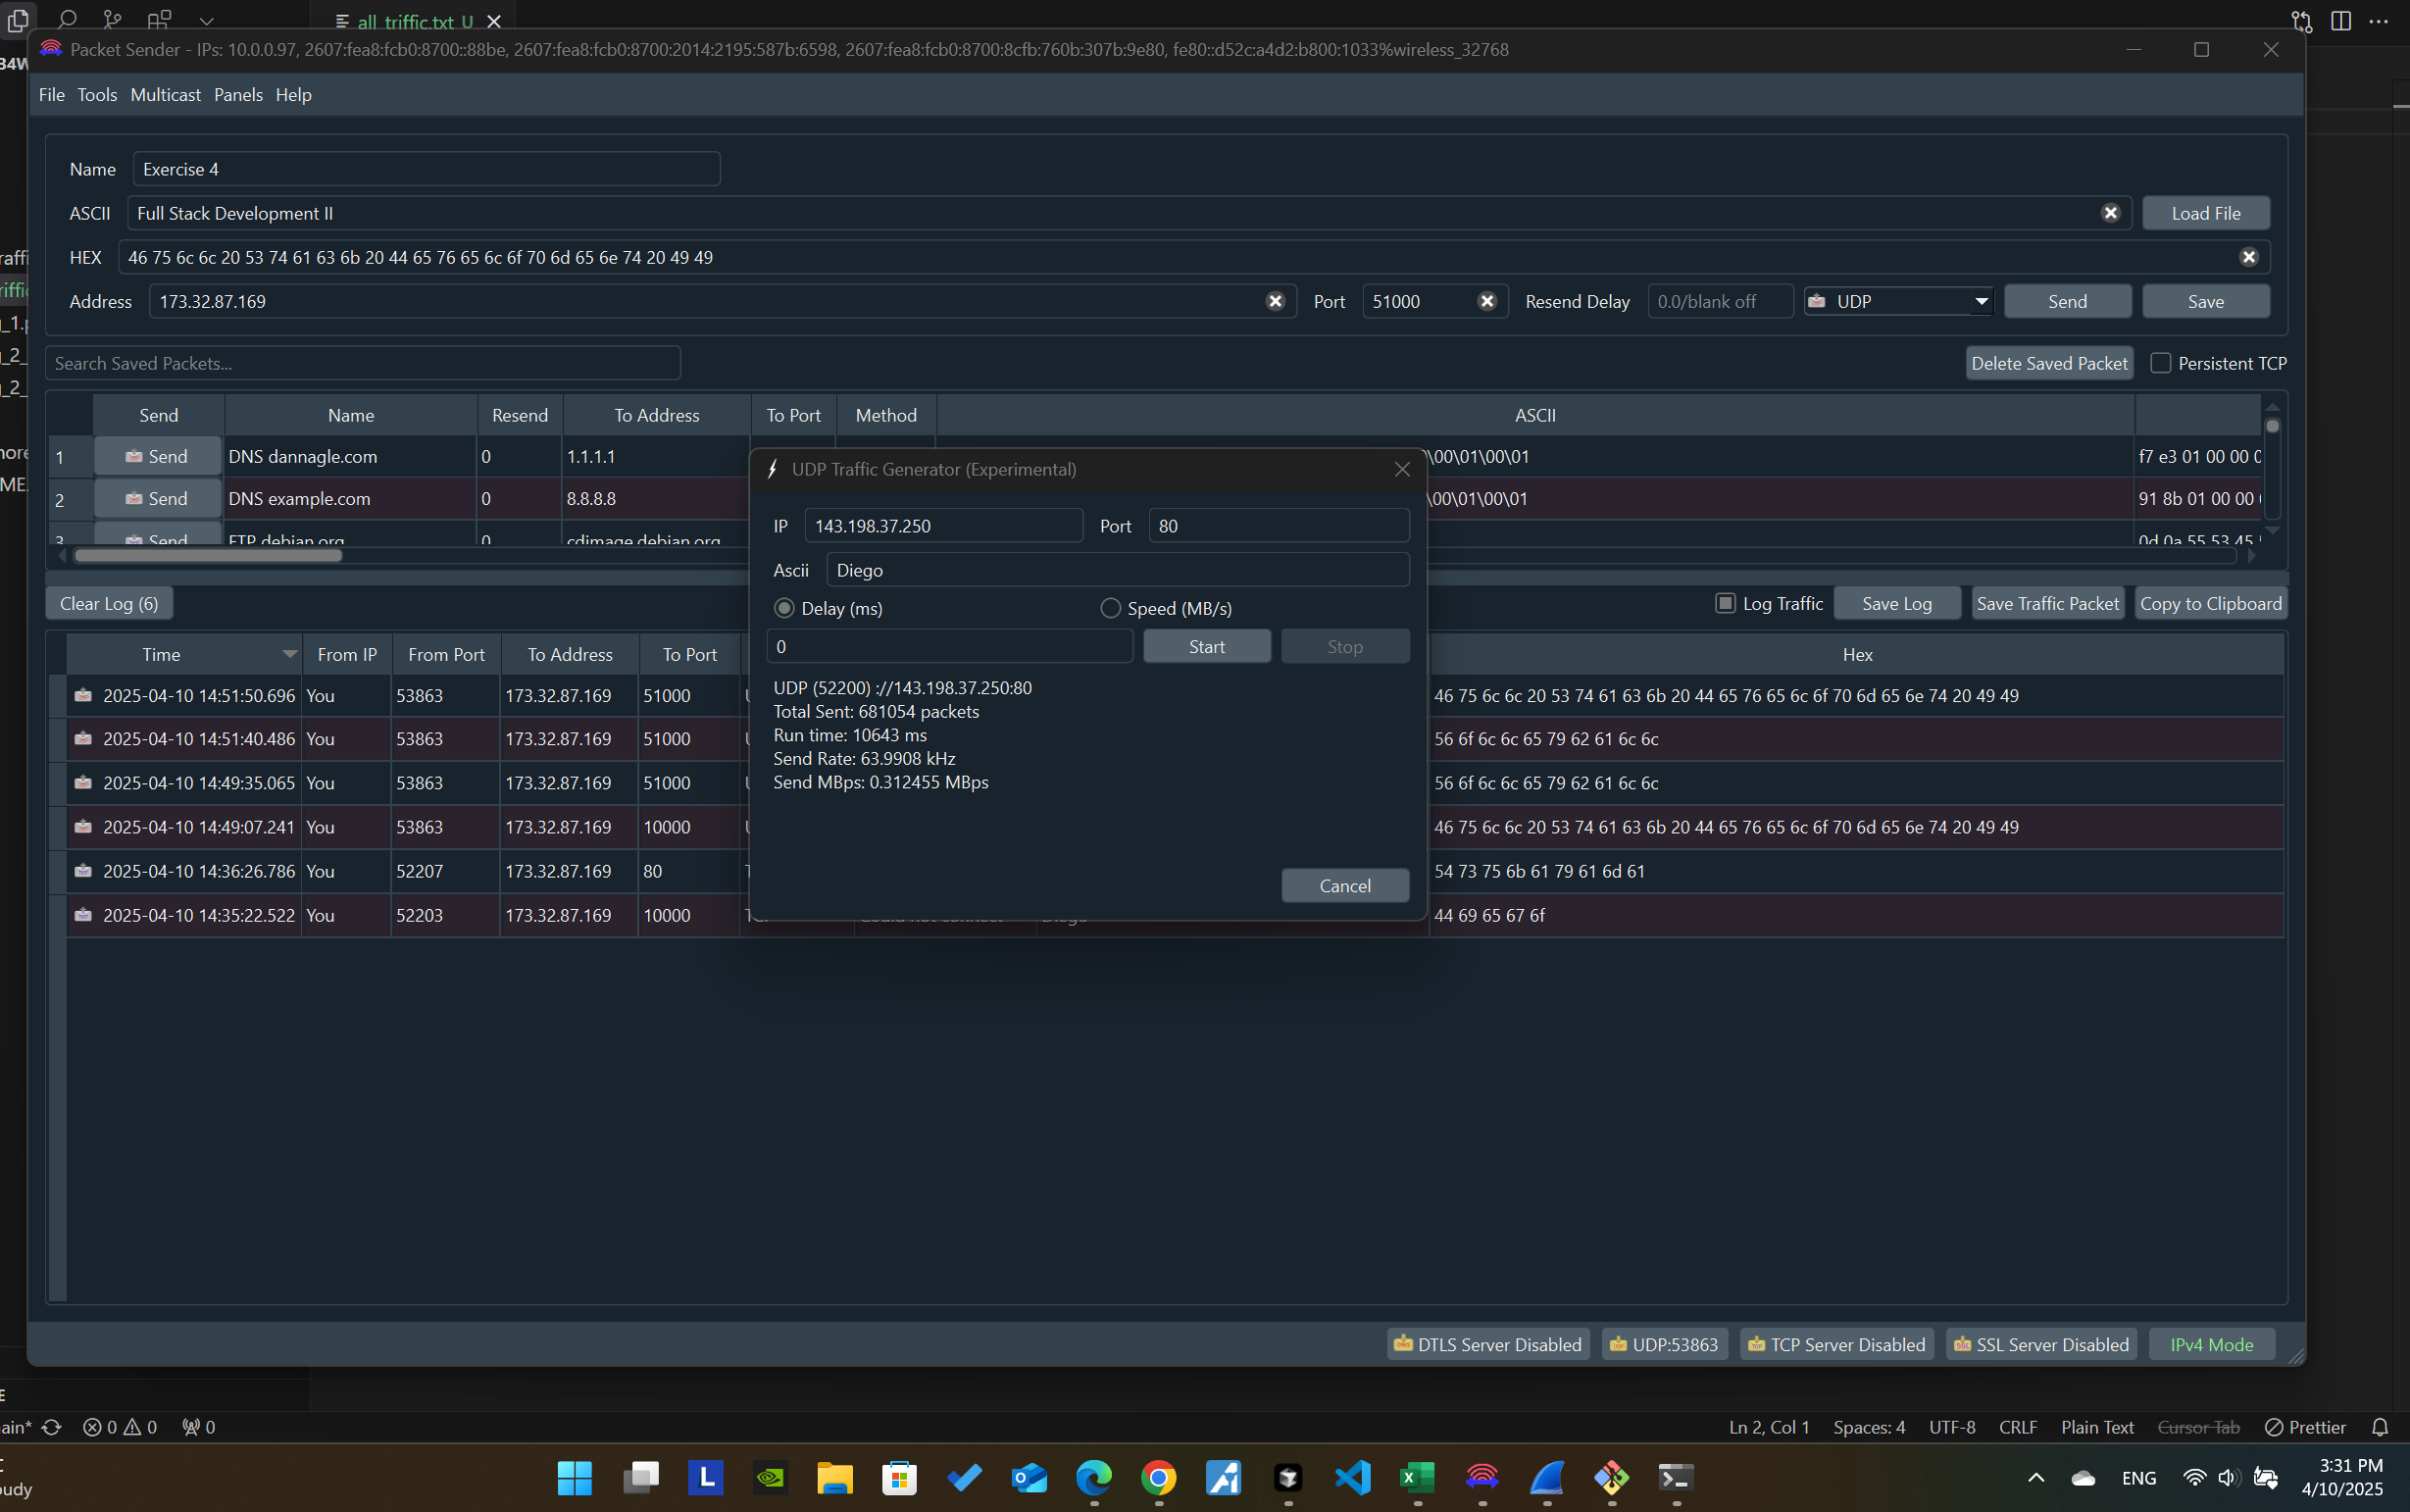 all_triffic.txt U
Packet Sender - IPs: 10.0.0.97, 2607:fea8:fcb0:8700::88be, 2607:fea8:fcb0:8700:2014:2195:587b:6598, 2607:fea8:fcb0:8700:8cfb:760b:307b:9e80, fe80::d52c:a4d2:b800:1033%wireless_32768
File Tools Multicast Panels Help
Name Exercise 4
ASCII Full Stack Development II Load File
HEX 46 75 6c 6c 20 53 74 61 63 6b 20 44 65 76 65 6c 6f 70 6d 65 6e 74 20 49 49
Address 173.32.87.169 Port 51000 Resend Delay 0.0/blank off UDP Send Save
Search Saved Packets... Delete Saved Packet Persistent TCP
Send Name Resend To Address To Port Method ASCII
1 Send DNS dannagle.com 0 1.1.1.1 \00\01\00\01 f7 e3 01 00 00 0
2 Send DNS example.com 0 8.8.8.8 \00\01\00\01 91 8b 01 00 00
3 Send FTP debian.org 0 cdimage.debian.org 0d 0a 55 53 45
UDP Traffic Generator (Experimental)
IP 143.198.37.250 Port 80
Ascii Diego
Delay (ms) Speed (MB/s)
0 Start Stop
UDP (52200) ://143.198.37.250:80
Total Sent: 681054 packets
Run time: 10643 ms
Send Rate: 63.9908 kHz
Send MBps: 0.312455 MBps
Cancel
Clear Log (6) Log Traffic Save Log Save Traffic Packet Copy to Clipboard
Time From IP From Port To Address To Port Hex
2025-04-10 14:51:50.696 You 53863 173.32.87.169 51000 46 75 6c 6c 20 53 74 61 63 6b 20 44 65 76 65 6c 6f 70 6d 65 6e 74 20 49 49
2025-04-10 14:51:40.486 You 53863 173.32.87.169 51000 56 6f 6c 6c 65 79 62 61 6c 6c
2025-04-10 14:49:35.065 You 53863 173.32.87.169 51000 56 6f 6c 6c 65 79 62 61 6c 6c
2025-04-10 14:49:07.241 You 53863 173.32.87.169 10000 46 75 6c 6c 20 53 74 61 63 6b 20 44 65 76 65 6c 6f 70 6d 65 6e 74 20 49 49
2025-04-10 14:36:26.786 You 52207 173.32.87.169 80 54 73 75 6b 61 79 61 6d 61
2025-04-10 14:35:22.522 You 52203 173.32.87.169 10000 Could not connect Diego 44 69 65 67 6f
DTLS Server Disabled UDP:53863 TCP Server Disabled SSL Server Disabled IPv4 Mode
ain* 0 0 0 Ln 2, Col 1 Spaces: 4 UTF-8 CRLF Plain Text Cursor Tab Prettier
ENG 3:31 PM
oudy 4/10/2025